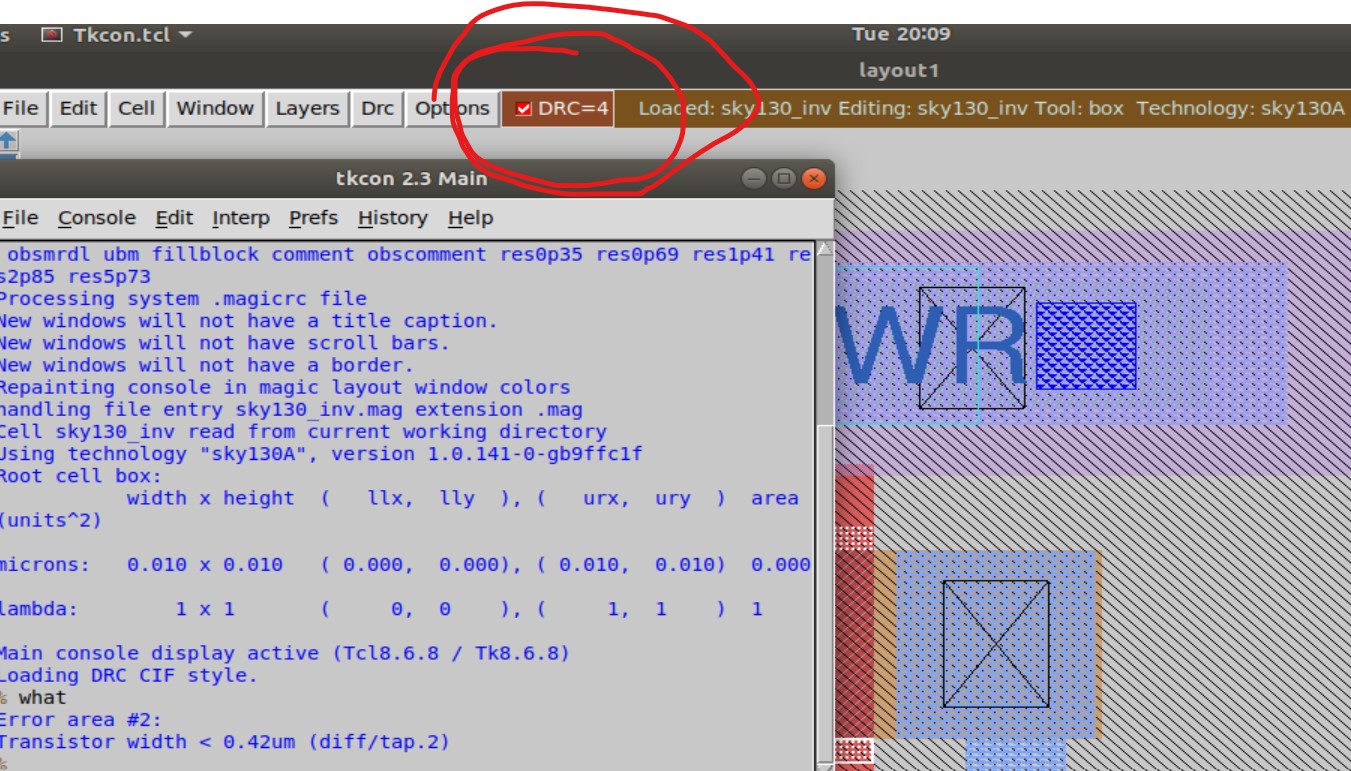 s Tkcon.tcl Tue 20:09
layout1
File Edit Cell Window Layers Drc Options DRC=4 Loaded: sky130_inv Editing: sky130_inv Tool: box Technology: sky130A
tkcon 2.3 Main
File Console Edit Interp Prefs History Help
obsmrdl ubm fillblock comment obscomment res0p35 res0p69 res1p41 re
s2p85 res5p73
Processing system .magicrc file
New windows will not have a title caption.
New windows will not have scroll bars.
New windows will not have a border.
Repainting console in magic layout window colors
handling file entry sky130_inv.mag extension .mag
Cell sky130_inv read from current working directory
Using technology "sky130A", version 1.0.141-0-gb9ffc1f
Root cell box:
width x height ( llx, lly ), ( urx, ury ) area
(units^2)
microns: 0.010 x 0.010 ( 0.000, 0.000), ( 0.010, 0.010) 0.000
lambda: 1 x 1 ( 0, 0 ), ( 1, 1 ) 1
Main console display active (Tcl8.6.8 / Tk8.6.8)
Loading DRC CIF style.
% what
Error area #2:
Transistor width < 0.42um (diff/tap.2)
%
WR